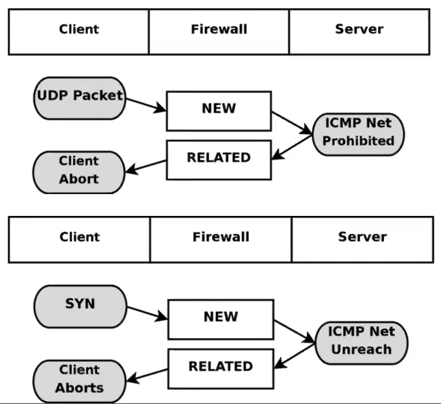 Client Firewall Server
UDP Packet
NEW
ICMP Net
Prohibited
RELATED
Client
Abort
Client Firewall Server
SYN
NEW
ICMP Net
Unreach
RELATED
Client
Aborts